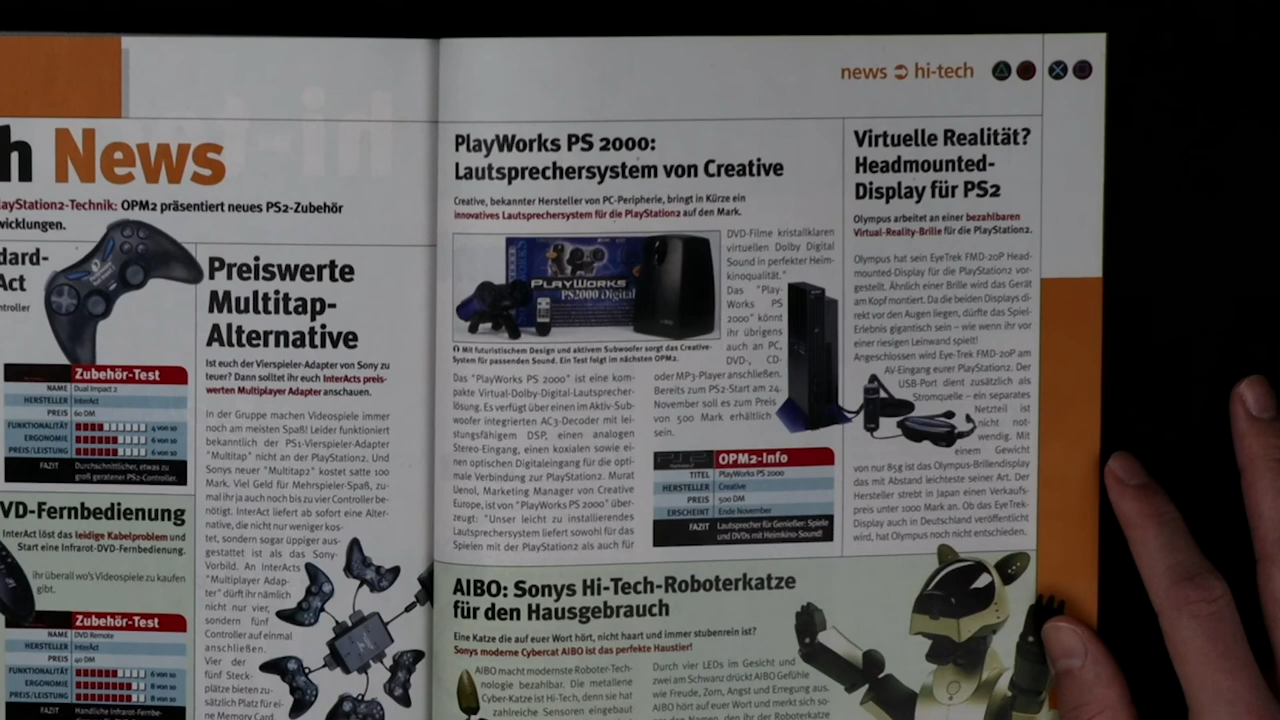 news hi-tech
h News
layStation2-Technik: OPM2 präsentiert neues PS2-Zubehör
wicklungen.
dard-
Act
ntroller
Zubehör-Test
NAME Dual Impact 2
HERSTELLER InterAct
PREIS 60 DM
FUNKTIONALITÄT 4 von 10
ERGONOMIE 6 von 10
PREIS/LEISTUNG 6 von 10
FAZIT Durchschnittlicher, etwas zu
groß geratener PS2-Controller.
VD-Fernbedienung
InterAct löst das leidige Kabelproblem und
Start eine Infrarot-DVD-Fernbedienung.
ihr überall wo's Videospiele zu kaufen
gibt.
Zubehör-Test
NAME DVD Remote
HERSTELLER InterAct
PREIS 40 DM
FUNKTIONALITÄT 6 von 10
ERGONOMIE 8 von 10
PREIS/LEISTUNG 8 von 10
FAZIT Handliche Infrarot-Fernbe-
Preiswerte
Multitap-
Alternative
Ist euch der Vierspieler-Adapter von Sony zu
teuer? Dann solltet ihr euch InterActs preis-
werten Multiplayer Adapter anschauen.
In der Gruppe machen Videospiele immer
noch am meisten Spaß! Leider funktioniert
bekanntlich der PS1-Vierspieler-Adapter
"Multitap" nicht an der PlayStation2. Und
Sonys neuer "Multitap2" kostet satte 100
Mark. Viel Geld für Mehrspieler-Spaß, zu-
mal ihr ja auch noch bis zu vier Controller be-
nötigt. InterAct liefert ab sofort eine Alter-
native, die nicht nur weniger kos-
tet, sondern sogar üppiger aus-
gestattet ist als das Sony-
Vorbild. An InterActs
"Multiplayer Adap-
ter" dürft ihr nämlich
nicht nur vier,
sondern fünf
Controller auf einmal
anschließen.
Vier der
fünf Steck-
plätze bieten zu-
sätzlich Platz für ei-
ne Memory Card.
PlayWorks PS 2000:
Lautsprechersystem von Creative
Creative, bekannter Hersteller von PC-Peripherie, bringt in Kürze ein
innovatives Lautsprechersystem für die PlayStation2 auf den Markt.
PLAYWORKS
PS2000 Digital
Mit futuristischem Design und aktivem Subwoofer sorgt das Creative-
System für passenden Sound. Ein Test folgt im nächsten OPM2.
Das "PlayWorks PS 2000" ist eine kom-
pakte Virtual-Dolby-Digital-Lautsprecher-
lösung. Es verfügt über einen im Aktiv-Sub-
woofer integrierten AC3-Decoder mit lei-
stungsfähigem DSP, einen analogen
Stereo-Eingang, einen koxialen sowie ei-
nen optischen Digitaleingang für die opti-
male Verbindung zur PlayStation2. Murat
Uenol, Marketing Manager von Creative
Europe, ist von "PlayWorks PS 2000" über-
zeugt: "Unser leicht zu installierendes
Lautsprechersystem liefert sowohl für das
Spielen mit der PlayStation2 als auch für
DVD-Filme kristallklaren
virtuellen Dolby Digital
Sound in perfekter Heim-
kinoqualität."
Das "Play-
Works PS
2000" könnt
ihr übrigens
auch an PC,
DVD-, CD-
oder MP3-Player anschließen.
Bereits zum PS2-Start am 24.
November soll es zum Preis
von 500 Mark erhältlich
sein.
OPM2-Info
TITEL PlayWorks PS 2000
HERSTELLER Creative
PREIS 500 DM
ERSCHEINT Ende November
FAZIT Lautsprecher für Genießer: Spiele
und DVDs mit Heimkino-Sound!
Virtuelle Realität?
Headmounted-
Display für PS2
Olympus arbeitet an einer bezahlbaren
Virtual-Reality-Brille für die PlayStation2.
Olympus hat sein EyeTrek FMD-20P Head-
mounted-Display für die PlayStation2 vor-
gestellt. Ähnlich einer Brille wird das Gerät
am Kopf montiert. Da die beiden Displays di-
rekt vor den Augen liegen, dürfte das Spiel-
Erlebnis gigantisch sein – wie wenn ihr vor
einer riesigen Leinwand spielt!
Angeschlossen wird Eye-Trek FMD-20P am
AV-Eingang eurer PlayStation2. Der
USB-Port dient zusätzlich als
Stromquelle – ein separates
Netzteil ist
nicht not-
wendig. Mit
einem Gewicht
von nur 85g ist das Olympus-Brillendisplay
das mit Abstand leichteste seiner Art. Der
Hersteller strebt in Japan einen Verkaufs-
preis unter 1000 Mark an. Ob das EyeTrek-
Display auch in Deutschland veröffentlicht
wird, hat Olympus noch nicht entschieden.
AIBO: Sonys Hi-Tech-Roboterkatze
für den Hausgebrauch
Eine Katze die auf euer Wort hört, nicht haart und immer stubenrein ist?
Sonys moderne Cybercat AIBO ist das perfekte Haustier!
AIBO macht modernste Roboter-Tech-
nologie bezahlbar. Die metallene
Cyber-Katze ist Hi-Tech, denn sie hat
zahlreiche Sensoren eingebaut
Durch vier LEDs im Gesicht und
zwei am Schwanz drückt AIBO Gefühle
wie Freude, Zorn, Angst und Erregung aus.
AIBO hört auf euer Wort und merkt sich so-